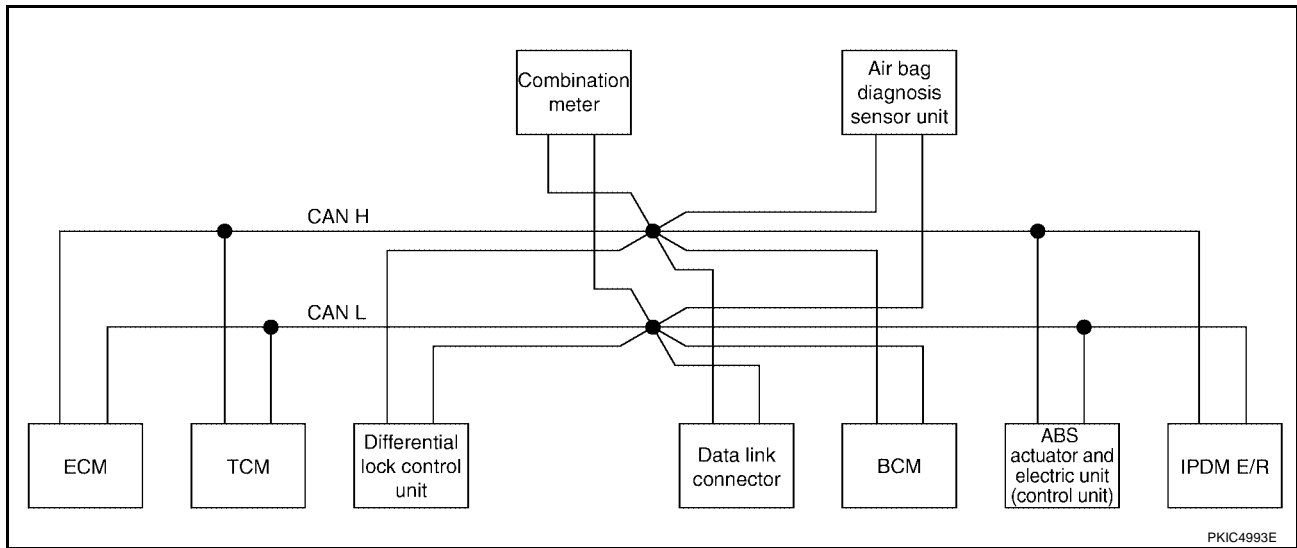 Combination
meter
Air bag
diagnosis
sensor unit
CAN H
CAN L
ECM
TCM
Differential
lock control
unit
Data link
connector
BCM
ABS
actuator and
electric unit
(control unit)
IPDM E/R
PKIC4993E